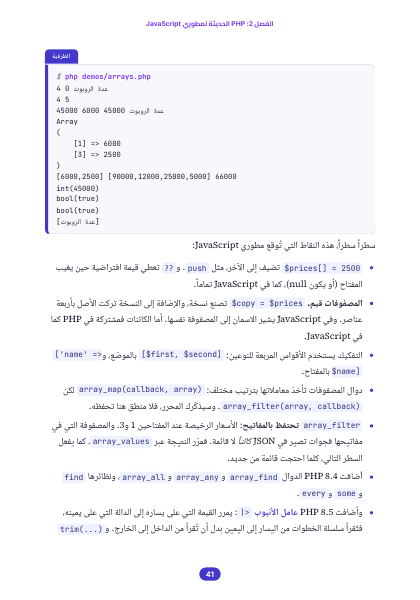 الفصل 2: PHP الحديثة لمطوري JavaScript
الطرفية
$ php demos/arrays.php
4 0 عدة الروبوت
4 5
45000 6000 45000 عدة الروبوت
Array
(
[1] => 6000
[3] => 2500
)
[6000,2500] [90000,12000,25000,5000] 66000
int(45000)
bool(true)
bool(true)
[عدة الروبوت]
سطراً سطراً، هذه النقاط التي تُوقع مطوري JavaScript:
• $prices[] = 2500 تضيف إلى الآخر، مثل push. و ?? تعطي قيمة افتراضية حين يغيب
المفتاح (أو يكون null)، كما في JavaScript تماماً.
• المصفوفات قيم. $copy = $prices تصنع نسخة، والإضافة إلى النسخة تركت الأصل بأربعة
عناصر. وفي JavaScript يشير الاسمان إلى المصفوفة نفسها. أما الكائنات فمشتركة في PHP كما
في JavaScript.
• التفكيك يستخدم الأقواس المربعة للنوعين: [$first, $second] بالموضع، و ['name' =>
$name] بالمفتاح.
• دوال المصفوفات تأخذ معاملاتها بترتيب مختلف: array_map(callback, array) لكن
array_filter(array, callback). وسيذكّرك المحرر، فلا منطق هنا تحفظه.
• array_filter تحتفظ بالمفاتيح: الأسعار الرخيصة عند المفتاحين 1 و3. والمصفوفة التي في
مفاتيحها فجوات تصير في JSON كائناً لا قائمة. فمرّر النتيجة عبر array_values، كما يفعل
السطر التالي، كلما احتجت قائمة من جديد.
• أضافت PHP 8.4 الدوال array_find و array_any و array_all، ونظائرها find
و some و every.
• وأضافت PHP 8.5 عامل الأنبوب |>: يمرر القيمة التي على يساره إلى الدالة التي على يمينه،
فتُقرأ سلسلة الخطوات من اليسار إلى اليمين بدل أن تُقرأ من الداخل إلى الخارج. و trim(...)
41